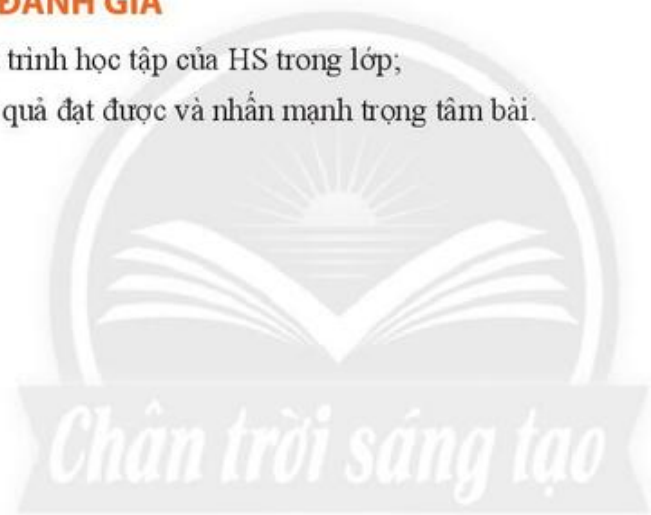 ĐÁNH GIÁ
trình học tập của HS trong lớp;
quả đạt được và nhấn mạnh trọng tâm bài.
Chân trời sáng tạo